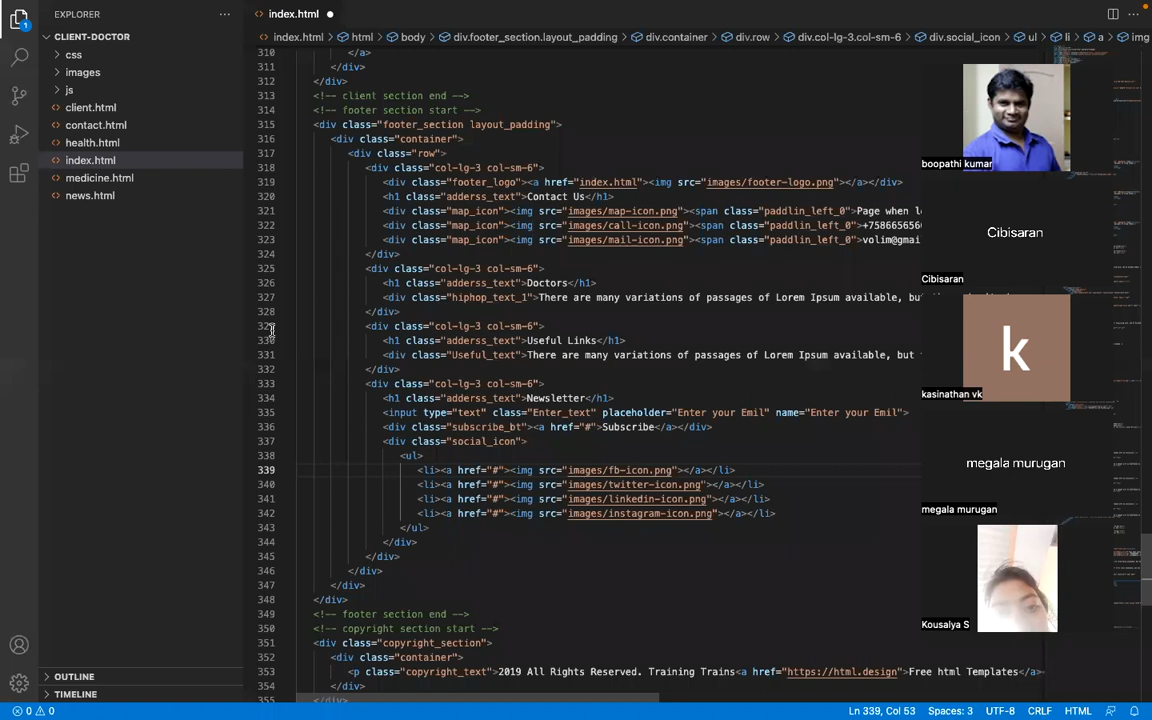 EXPLORER
···
index.html ●
···
1
CLIENT-DOCTOR
css
images
js
client.html
contact.html
health.html
index.html
medicine.html
news.html
OUTLINE
TIMELINE
index.html > html > body > div.footer_section.layout_padding > div.container > div.row > div.col-lg-3.col-sm-6 > div.social_icon > ul > li > a > img
310 </a>
311 </li>
312 </div>
313 <!-- client section end -->
314 <!-- footer section start -->
315 <div class="footer_section layout_padding">
316 <div class="container">
317 <div class="row">
318 <div class="col-lg-3 col-sm-6">
319 <div class="footer_logo"><a href="index.html"><img src="images/footer-logo.png"></a></div>
320 <h1 class="adderss_text">Contact Us</h1>
321 <div class="map_icon"><img src="images/map-icon.png"><span class="paddlin_left_0">Page when l
322 <div class="map_icon"><img src="images/call-icon.png"><span class="paddlin_left_0">+758665656
323 <div class="map_icon"><img src="images/mail-icon.png"><span class="paddlin_left_0">volim@gmai
324 </div>
325 <div class="col-lg-3 col-sm-6">
326 <h1 class="adderss_text">Doctors</h1>
327 <div class="hiphop_text_1">There are many variations of passages of Lorem Ipsum available, bu
328 </div>
329 <div class="col-lg-3 col-sm-6">
330 <h1 class="adderss_text">Useful Links</h1>
331 <div class="Useful_text">There are many variations of passages of Lorem Ipsum available, but
332 </div>
333 <div class="col-lg-3 col-sm-6">
334 <h1 class="adderss_text">Newsletter</h1>
335 <input type="text" class="Enter_text" placeholder="Enter your Emil" name="Enter your Emil">
336 <div class="subscribe_bt"><a href="#">Subscribe</a></div>
337 <div class="social_icon">
338 <ul>
339 <li><a href="#"><img src="images/fb-icon.png"></a></li>
340 <li><a href="#"><img src="images/twitter-icon.png"></a></li>
341 <li><a href="#"><img src="images/linkedin-icon.png"></a></li>
342 <li><a href="#"><img src="images/instagram-icon.png"></a></li>
343 </ul>
344 </div>
345 </div>
346 </div>
347 </div>
348 </div>
349 <!-- footer section end -->
350 <!-- copyright section start -->
351 <div class="copyright_section">
352 <div class="container">
353 <p class="copyright_text">2019 All Rights Reserved. Training Trains<a href="https://html.design">Free html Templates</a>
354 </div>
355 </div>
boopathi kumar
Cibisaran
Cibisaran
k
kasinathan vk
megala murugan
megala murugan
Kousalya S
0 0
Ln 339, Col 53
Spaces: 3
UTF-8
CRLF
HTML